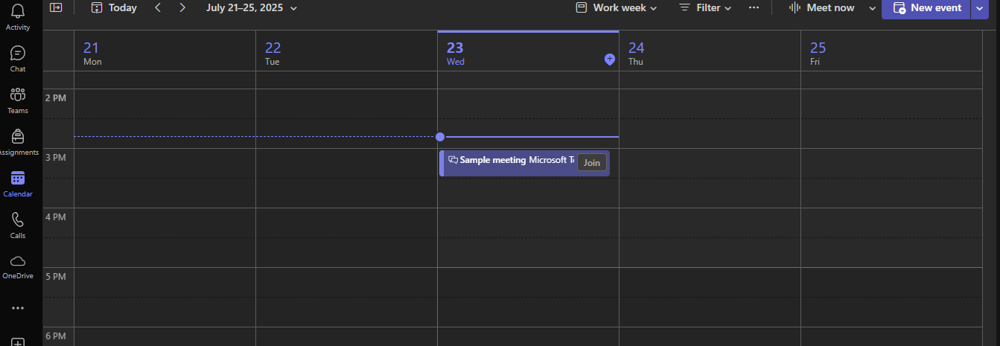 Activity
Chat
Teams
Assignments
Calendar
Calls
OneDrive
Today
July 21–25, 2025
Work week
Filter
Meet now
New event
21
Mon
22
Tue
23
Wed
24
Thu
25
Fri
2 PM
3 PM
Sample meeting Microsoft Join
4 PM
5 PM
6 PM